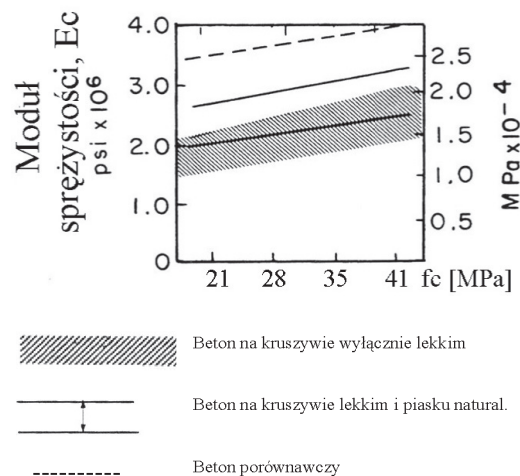 Moduł
sprężystości, Ec
psi x 10⁶
4.0
3.0
2.0
1.0
0
2.5
2.0
1.5
1.0
0.5
MPa x 10⁻⁴
21 28 35 41 fc [MPa]
Beton na kruszywie wyłącznie lekkim
Beton na kruszywie lekkim i piasku natural.
Beton porównawczy